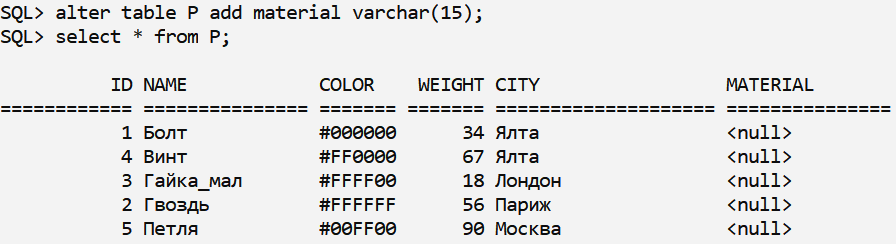 SQL> alter table P add material varchar(15);
SQL> select * from P;
ID NAME COLOR WEIGHT CITY MATERIAL
============ =============== ======= ======= ==================== ===============
1 Болт #000000 34 Ялта <null>
4 Винт #FF0000 67 Ялта <null>
3 Гайка_мал #FFFF00 18 Лондон <null>
2 Гвоздь #FFFFFF 56 Париж <null>
5 Петля #00FF00 90 Москва <null>